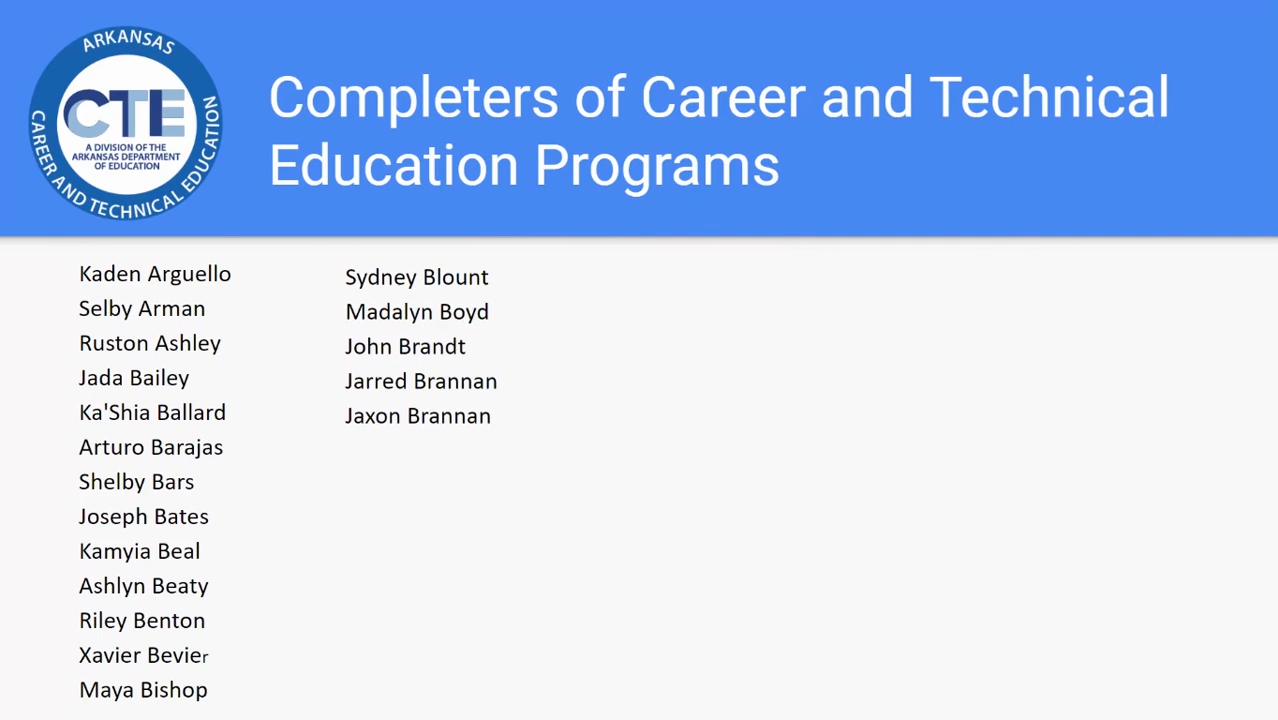 ARKANSAS
CTE
A DIVISION OF THE
ARKANSAS DEPARTMENT
OF EDUCATION
CAREER AND TECHNICAL EDUCATION
Completers of Career and Technical
Education Programs
Kaden Arguello
Selby Arman
Ruston Ashley
Jada Bailey
Ka'Shia Ballard
Arturo Barajas
Shelby Bars
Joseph Bates
Kamyia Beal
Ashlyn Beaty
Riley Benton
Xavier Bevier
Maya Bishop
Sydney Blount
Madalyn Boyd
John Brandt
Jarred Brannan
Jaxon Brannan